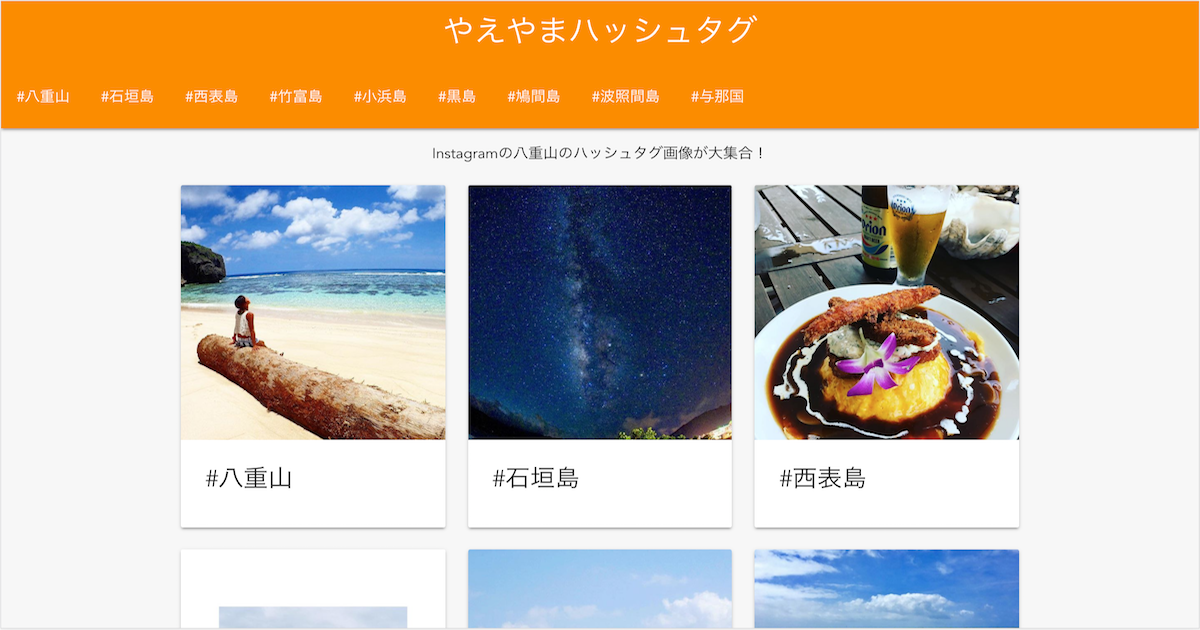 やえやまハッシュタグ
#八重山 #石垣島 #西表島 #竹富島 #小浜島 #黒島 #鳩間島 #波照間島 #与那国
Instagramの八重山のハッシュタグ画像が大集合！
Orion
Orion
#八重山
#石垣島
#西表島